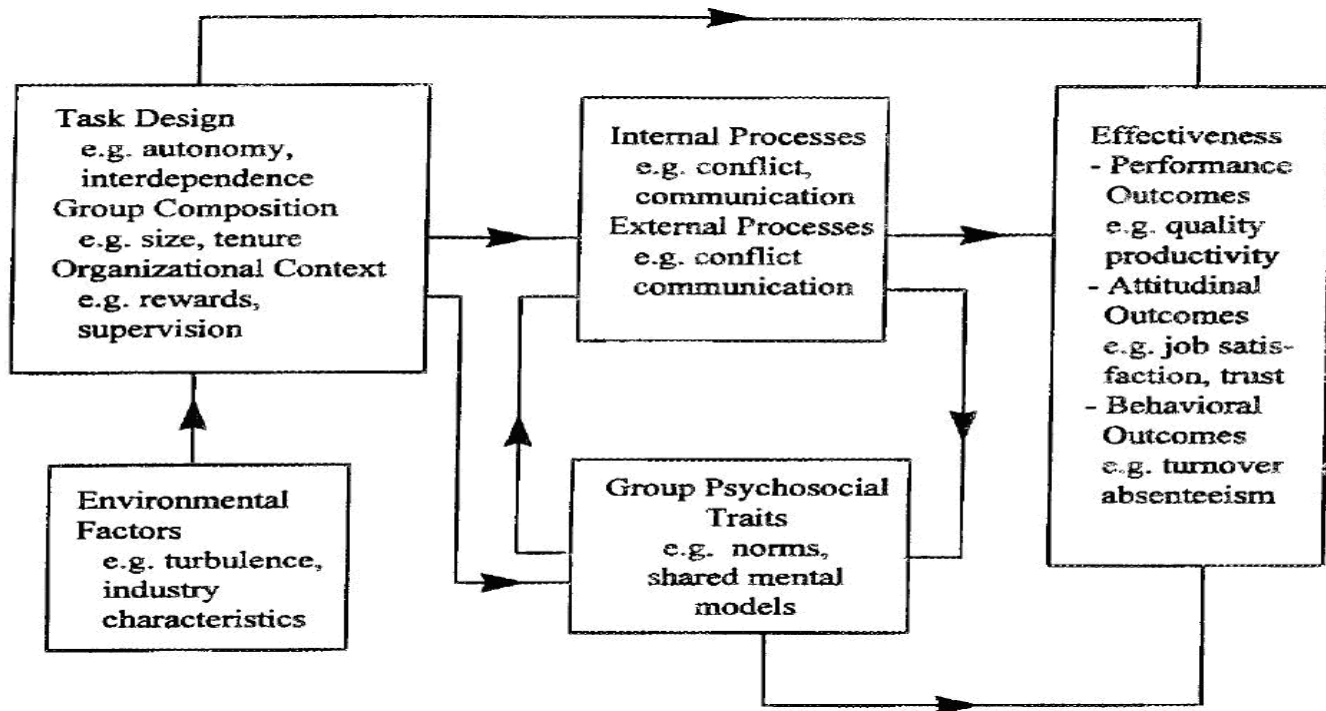 Task Design
e.g. autonomy,
interdependence
Group Composition
e.g. size, tenure
Organizational Context
e.g. rewards,
supervision
Environmental
Factors
e.g. turbulence,
industry
characteristics
Internal Processes
e.g. conflict,
communication
External Processes
e.g. conflict
communication
Group Psychosocial
Traits
e.g. norms,
shared mental
models
Effectiveness
- Performance
Outcomes
e.g. quality
productivity
- Attitudinal
Outcomes
e.g. job satis-
faction, trust
- Behavioral
Outcomes
e.g. turnover
absenteeism